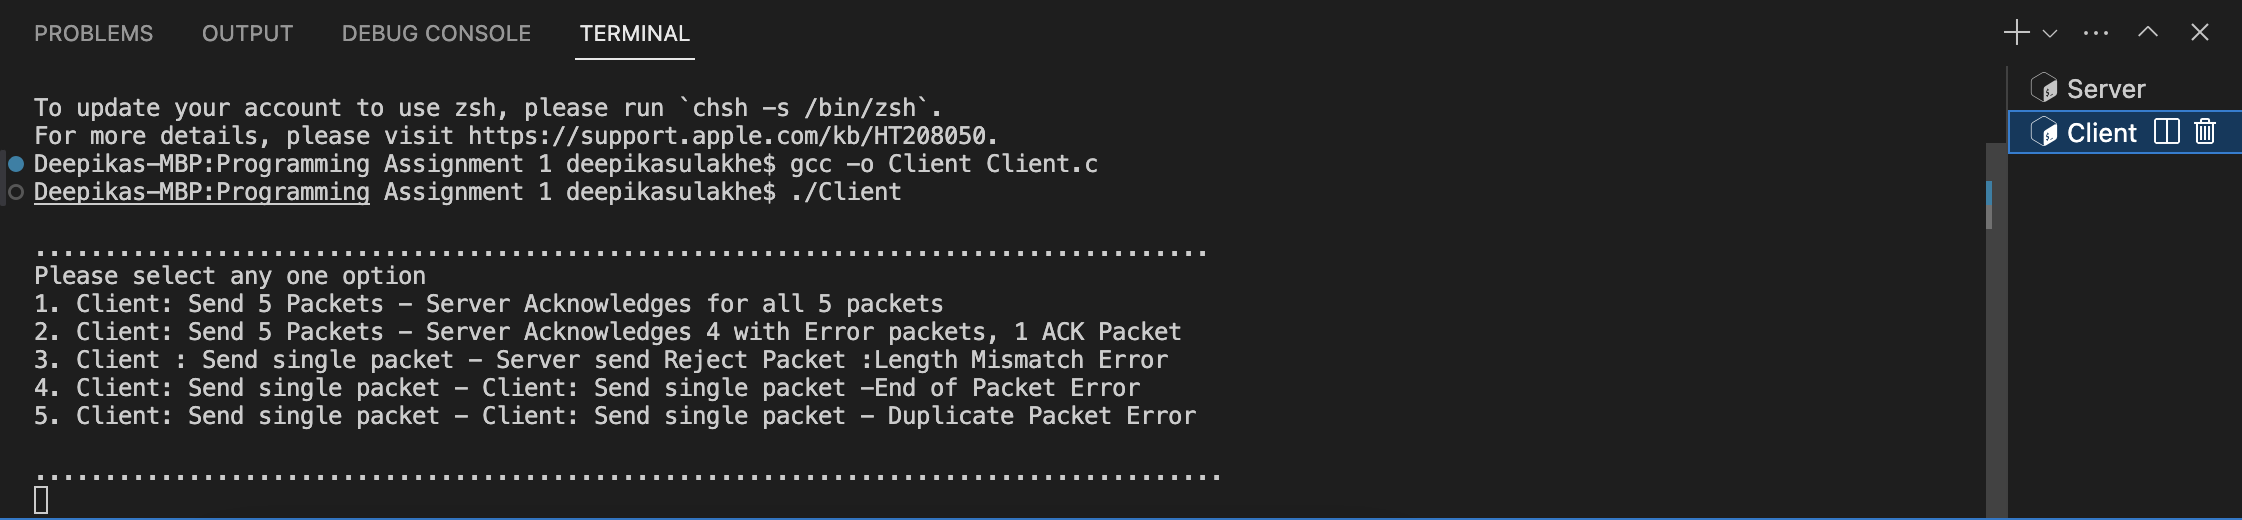 PROBLEMS OUTPUT DEBUG CONSOLE TERMINAL
Server
Client
To update your account to use zsh, please run `chsh -s /bin/zsh`.
For more details, please visit https://support.apple.com/kb/HT208050.
Deepikas-MBP:Programming Assignment 1 deepikasulakhe$ gcc -o Client Client.c
Deepikas-MBP:Programming Assignment 1 deepikasulakhe$ ./Client
....................................................................................
Please select any one option
1. Client: Send 5 Packets - Server Acknowledges for all 5 packets
2. Client: Send 5 Packets - Server Acknowledges 4 with Error packets, 1 ACK Packet
3. Client : Send single packet - Server send Reject Packet :Length Mismatch Error
4. Client: Send single packet - Client: Send single packet -End of Packet Error
5. Client: Send single packet - Client: Send single packet - Duplicate Packet Error
.....................................................................................